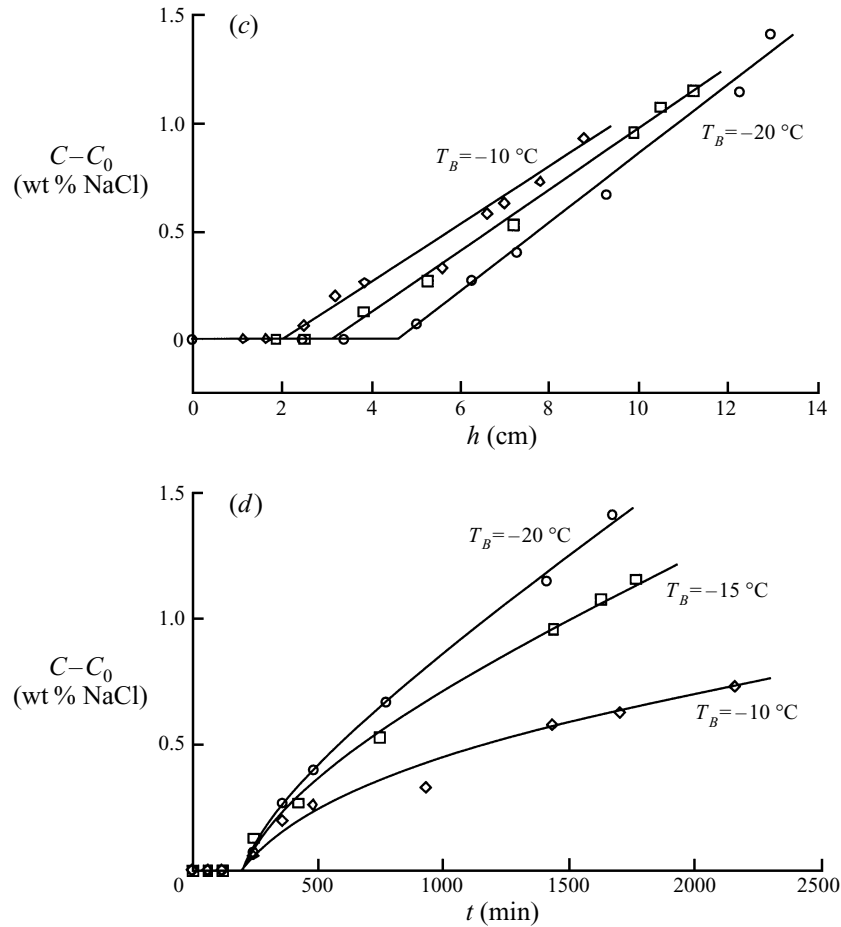 1.5
(c)
1.0
T_B=−10 °C
T_B=−20 °C
C−C_0
(wt % NaCl)
0.5
0
0 2 4 6 8 10 12 14
h (cm)
1.5
(d)
T_B=−20 °C
T_B=−15 °C
1.0
C−C_0
(wt % NaCl)
T_B=−10 °C
0.5
0 500 1000 1500 2000 2500
t (min)